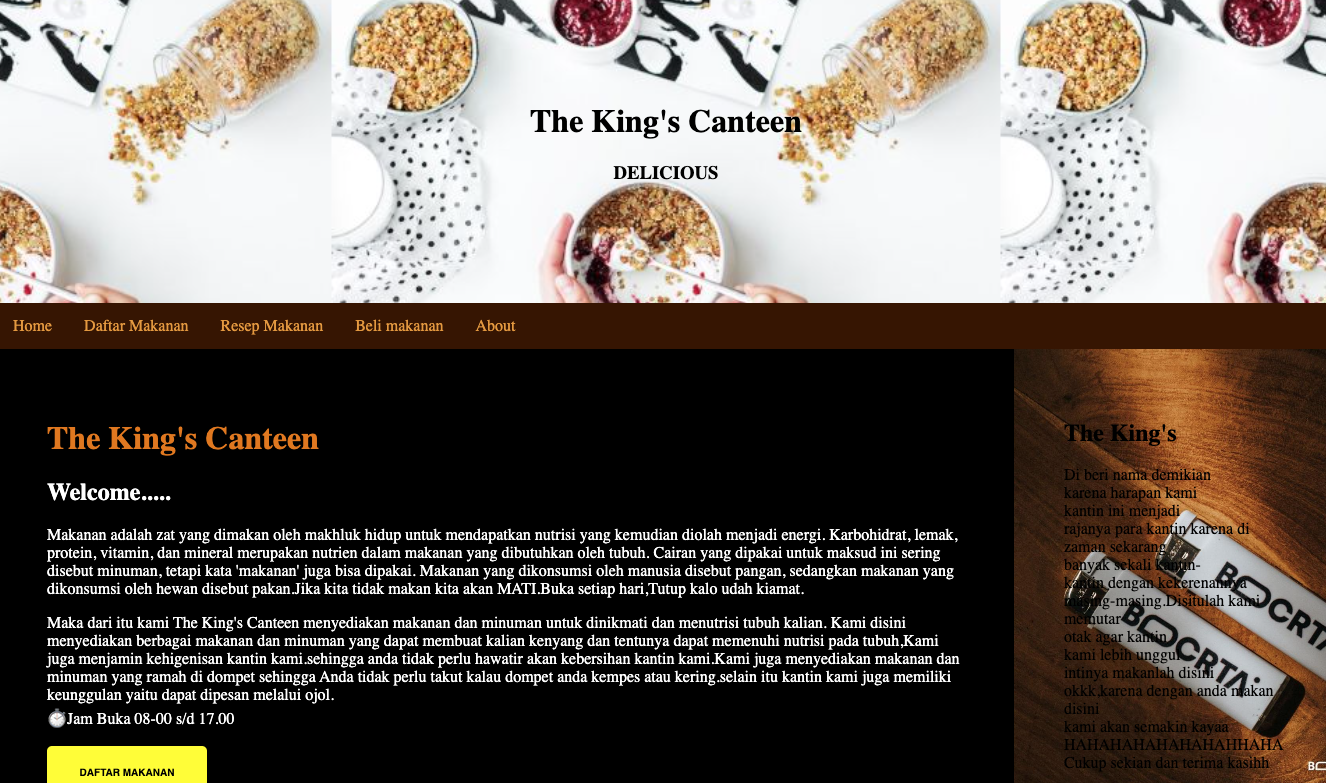 The King's Canteen
DELICIOUS
Home Daftar Makanan Resep Makanan Beli makanan About
The King's Canteen
Welcome.....
Makanan adalah zat yang dimakan oleh makhluk hidup untuk mendapatkan nutrisi yang kemudian diolah menjadi energi. Karbohidrat, lemak,
protein, vitamin, dan mineral merupakan nutrien dalam makanan yang dibutuhkan oleh tubuh. Cairan yang dipakai untuk maksud ini sering
disebut minuman, tetapi kata 'makanan' juga bisa dipakai. Makanan yang dikonsumsi oleh manusia disebut pangan, sedangkan makanan yang
dikonsumsi oleh hewan disebut pakan.Jika kita tidak makan kita akan MATI.Buka setiap hari,Tutup kalo udah kiamat.
Maka dari itu kami The King's Canteen menyediakan makanan dan minuman untuk dinikmati dan menutrisi tubuh kalian. Kami disini
menyediakan berbagai makanan dan minuman yang dapat membuat kalian kenyang dan tentunya dapat memenuhi nutrisi pada tubuh,Kami
juga menjamin kehigenisan kantin kami.sehingga anda tidak perlu hawatir akan kebersihan kantin kami.Kami juga menyediakan makanan dan
minuman yang ramah di dompet sehingga Anda tidak perlu takut kalau dompet anda kempes atau kering.selain itu kantin kami juga memiliki
keunggulan yaitu dapat dipesan melalui ojol.
Jam Buka 08-00 s/d 17.00
DAFTAR MAKANAN
The King's
Di beri nama demikian
karena harapan kami
kantin ini menjadi
rajanya para kantin karena di
zaman sekarang
banyak sekali kantin-
kantin dengan kekerenannya
masing-masing.Disitulah kami
memutar
otak agar kantin
kami lebih unggul
intinya makanlah disini
okkk,karena dengan anda makan
disini
kami akan semakin kayaa
HAHAHAHAHAHAHAHHAHA
Cukup sekian dan terima kasihh